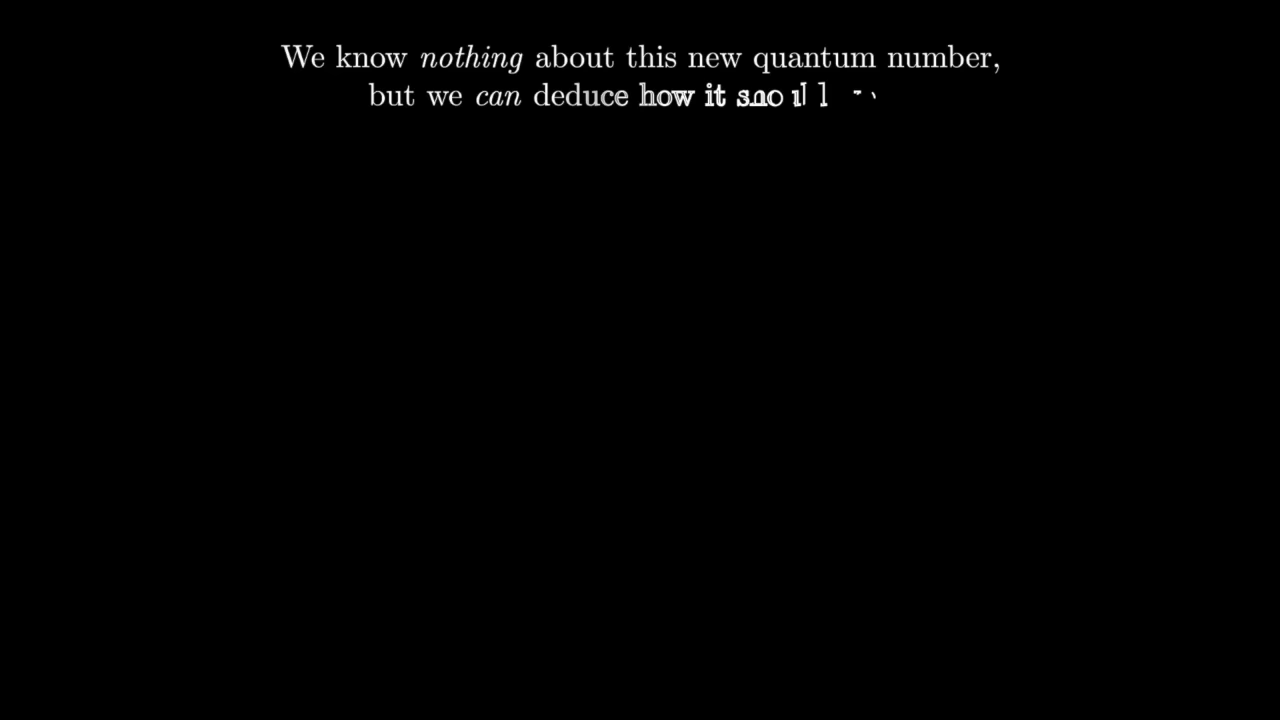 We know nothing about this new quantum number,
but we can deduce how it